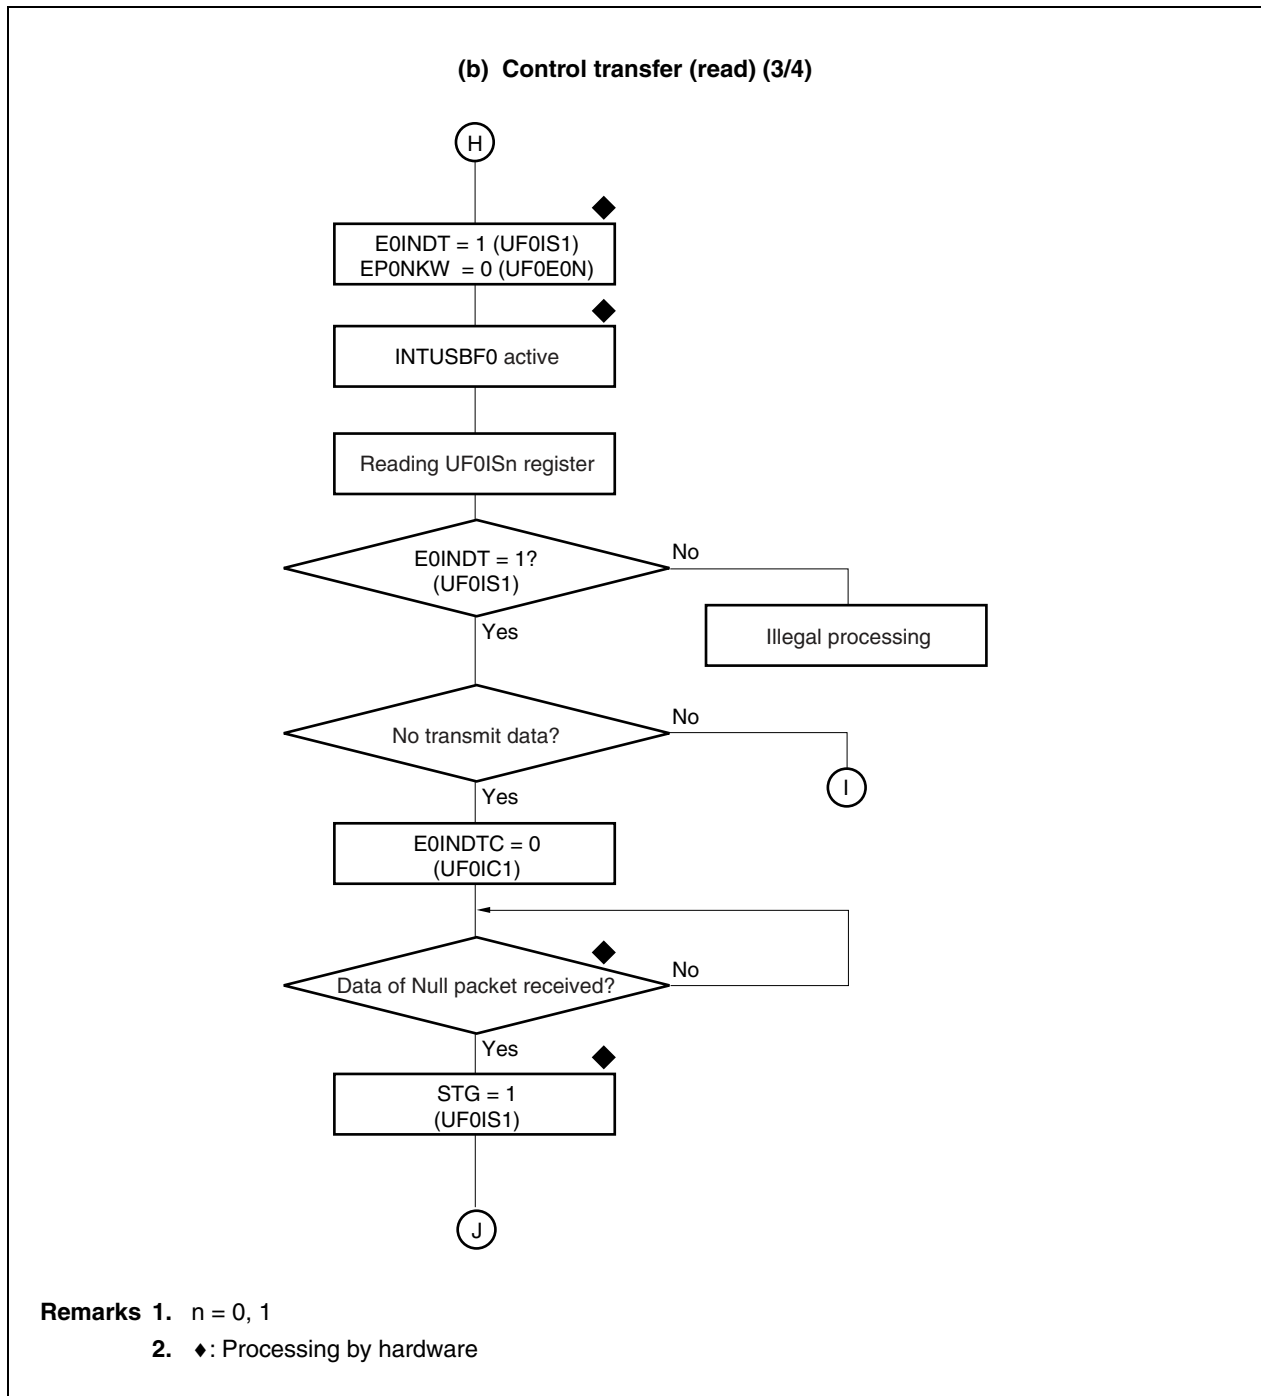 (b) Control transfer (read) (3/4)
H
E0INDT = 1 (UF0IS1)
EP0NKW = 0 (UF0E0N)
INTUSBF0 active
Reading UF0ISn register
E0INDT = 1?
(UF0IS1)
No
Illegal processing
Yes
No transmit data?
No
I
Yes
E0INDTC = 0
(UF0IC1)
Data of Null packet received?
No
Yes
STG = 1
(UF0IS1)
J
Remarks 1. n = 0, 1
2. ♦: Processing by hardware